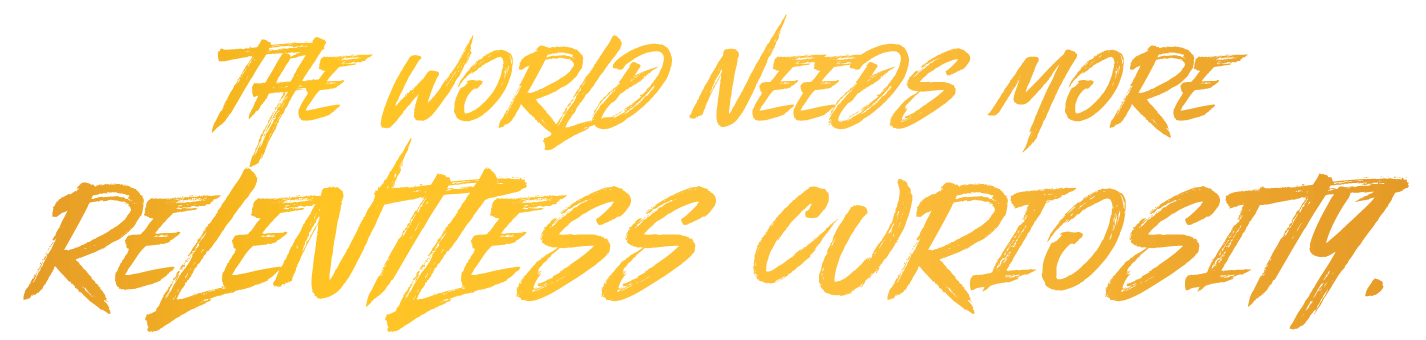 THE WORLD NEEDS MORE
RELENTLESS CURIOSITY.